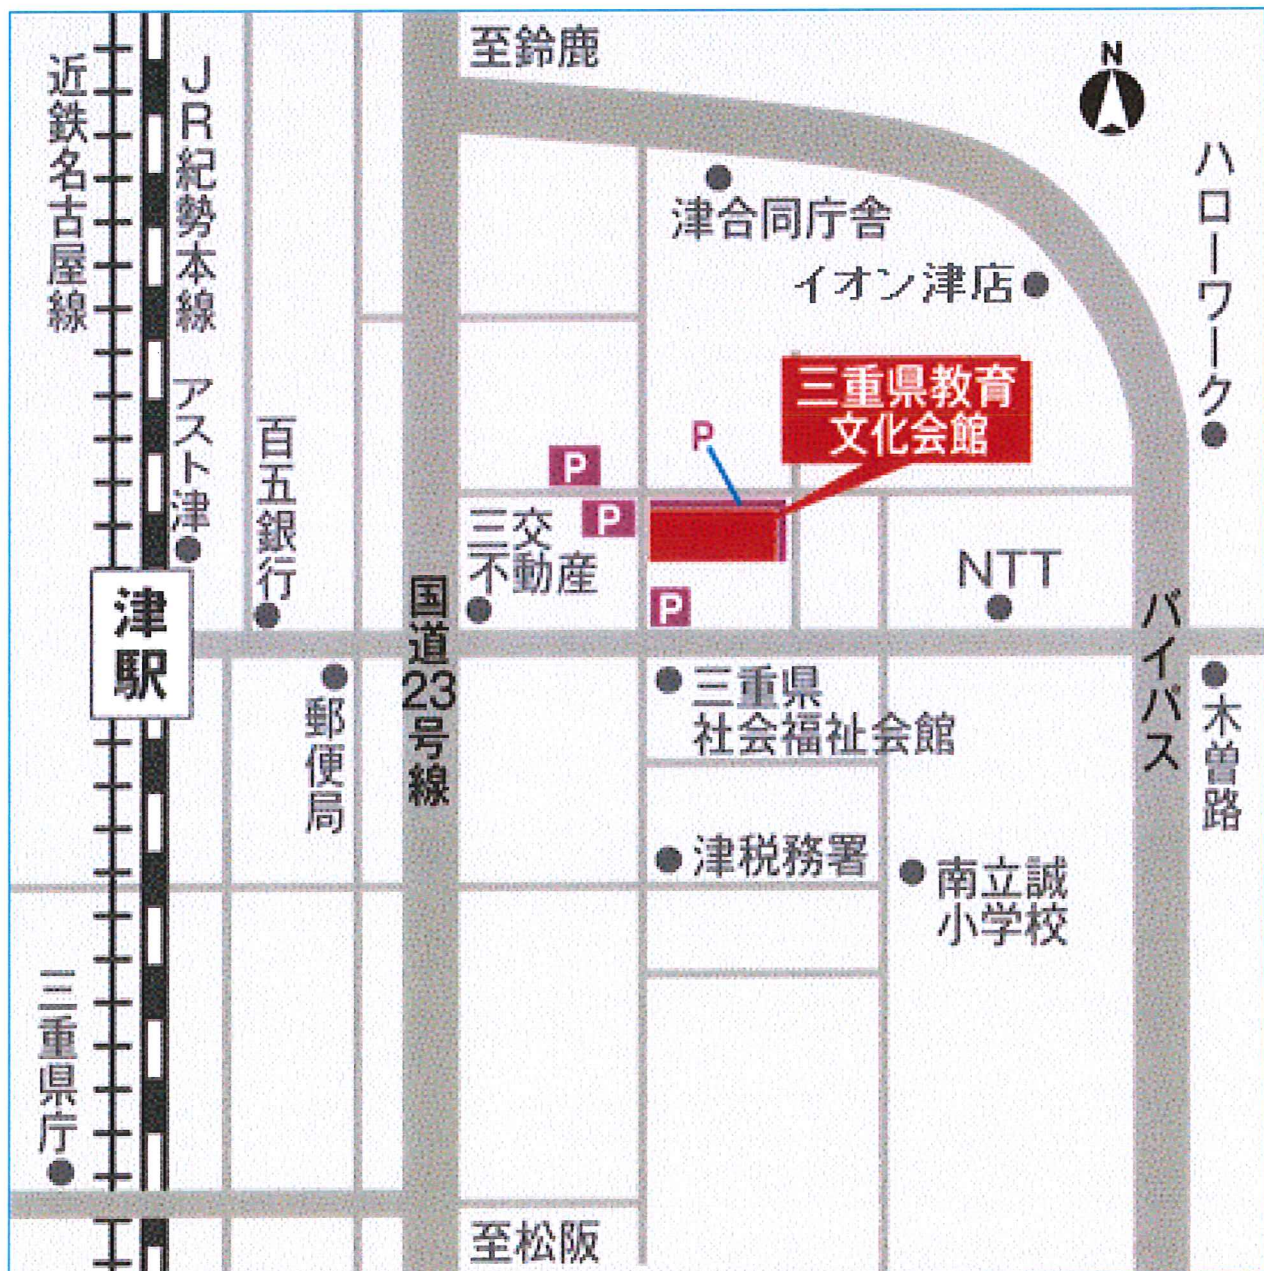 至鈴鹿
N
近鉄名古屋線
JR紀勢本線
ハローワーク
津合同庁舎
イオン津店
アスト津
百五銀行
三重県教育
文化会館
P
P
P
三交
不動産
NTT
P
津駅
国道23号線
バイパス
郵便局
三重県
社会福祉会館
木曽路
津税務署
南立誠
小学校
三重県庁
至松阪